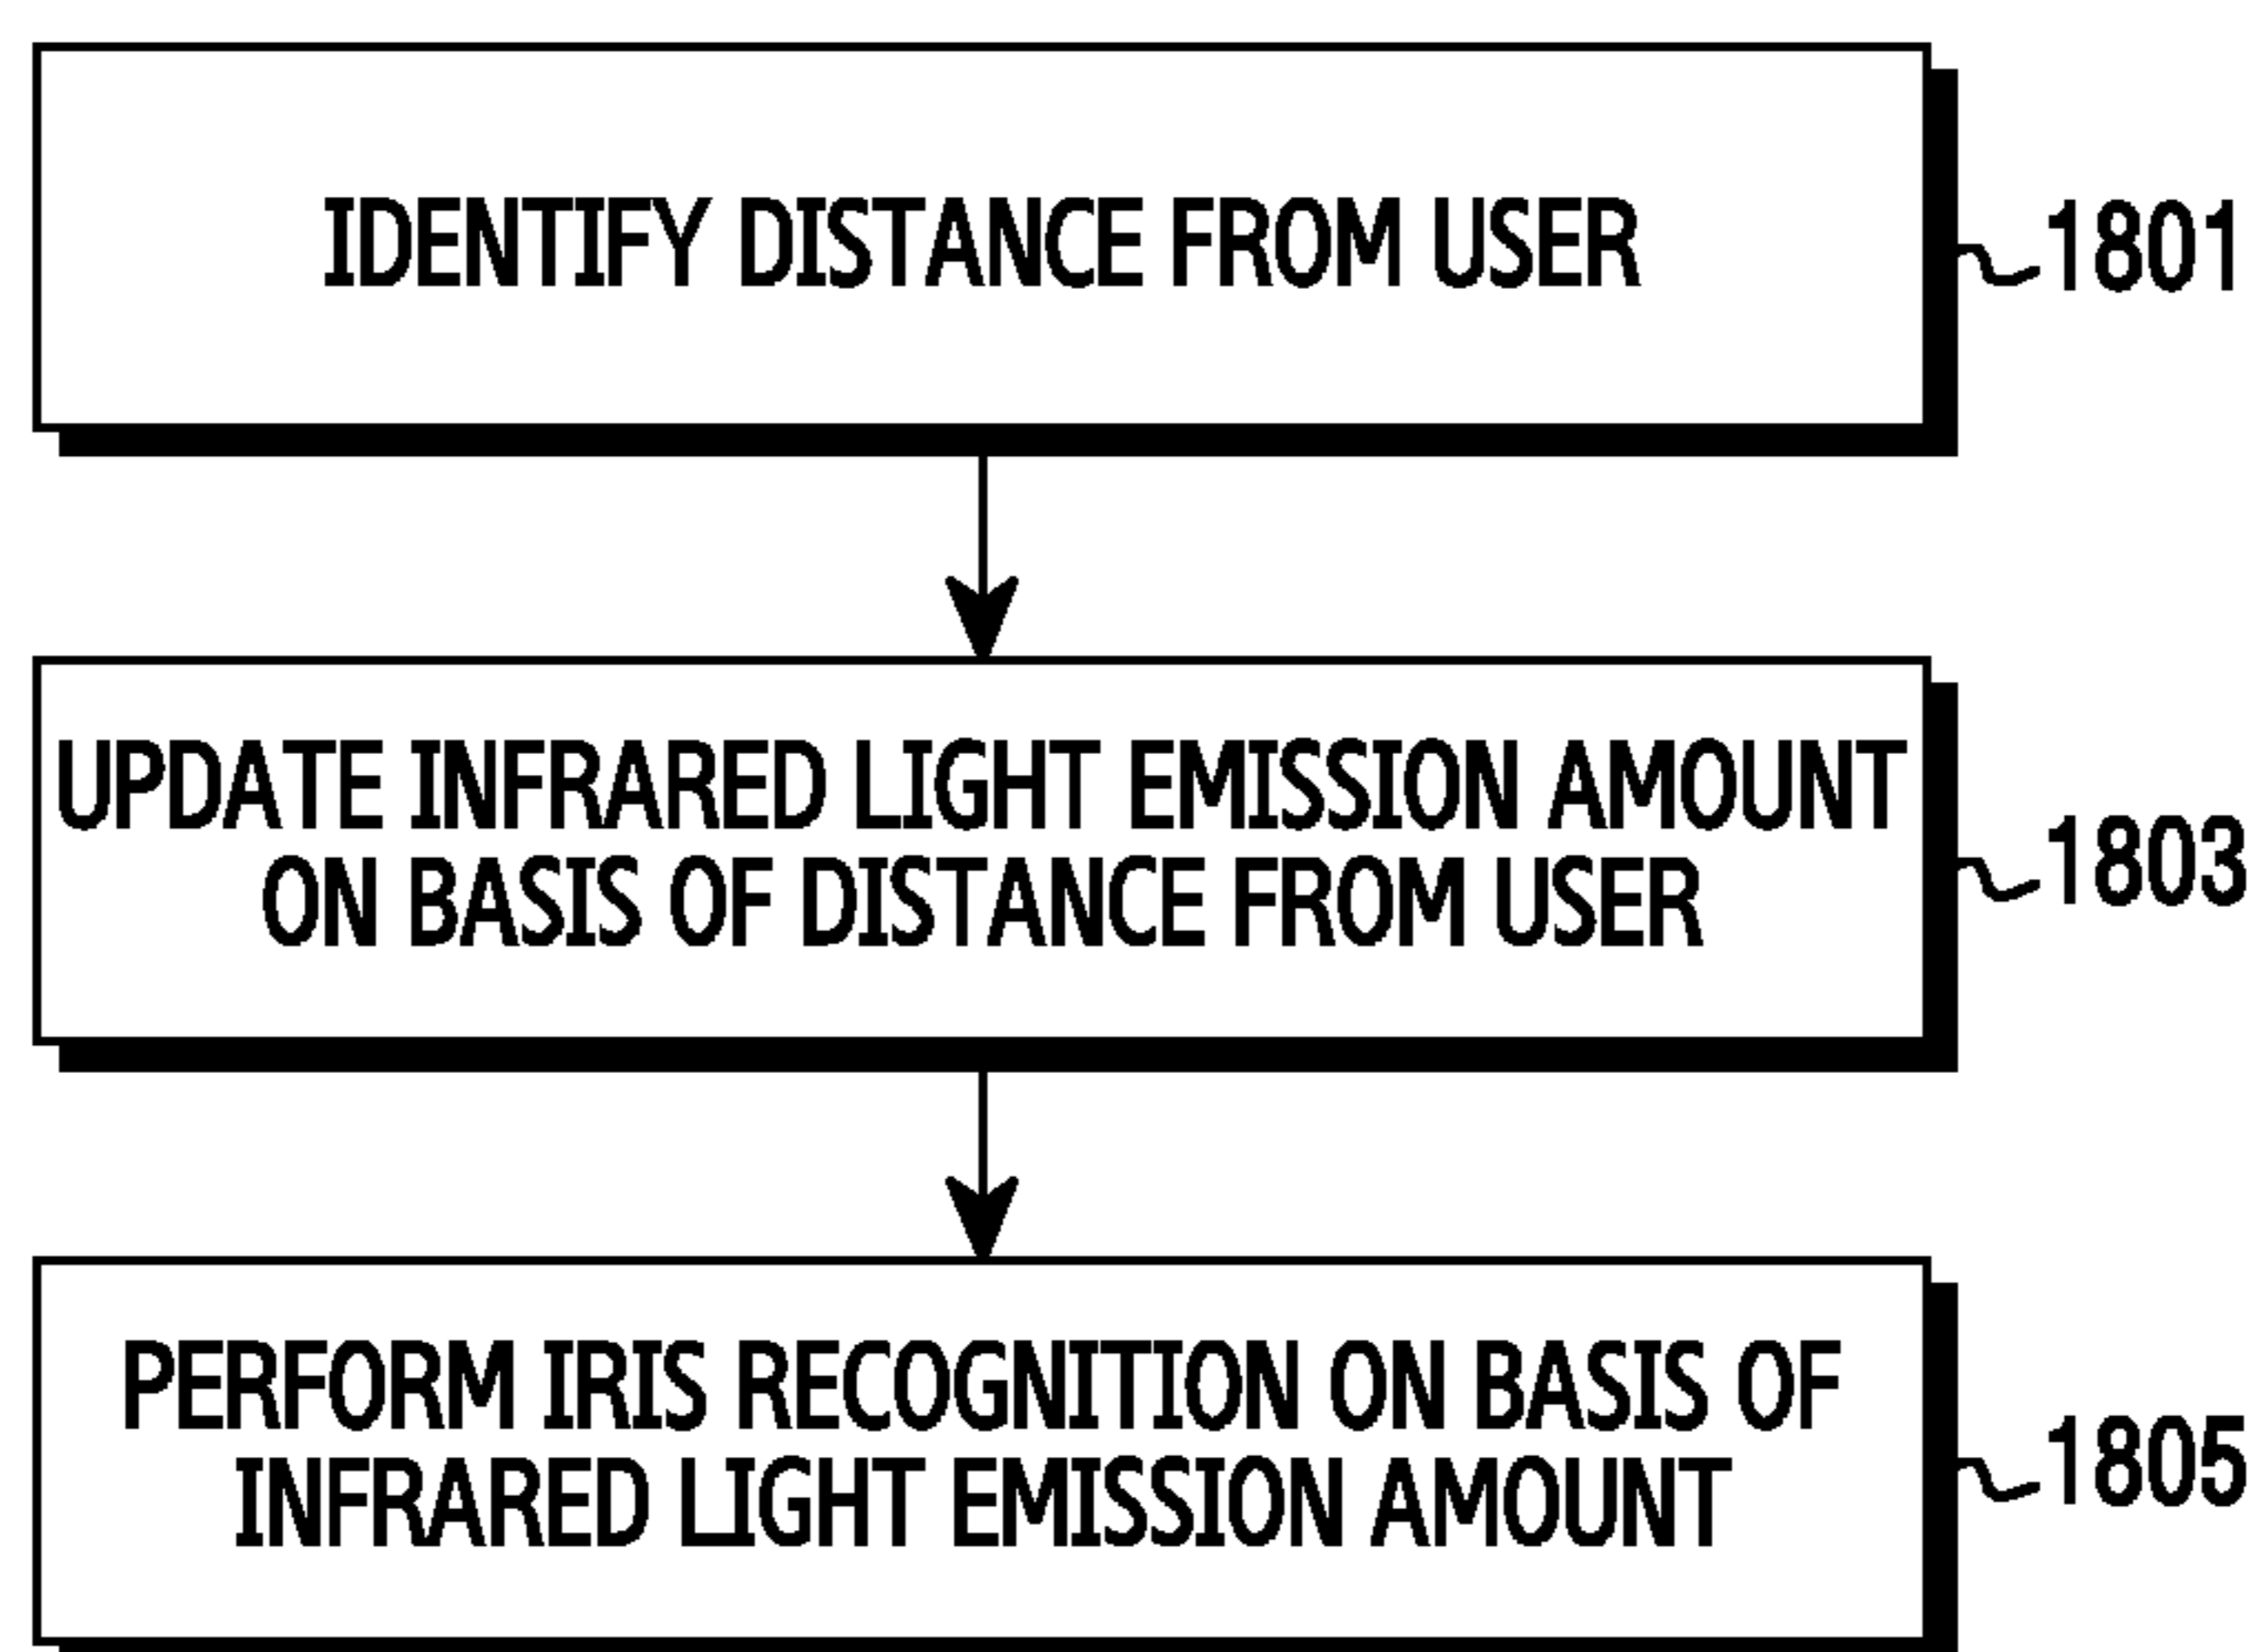 IDENTIFY DISTANCE FROM USER
1801
UPDATE INFRARED LIGHT EMISSION AMOUNT
ON BASIS OF DISTANCE FROM USER
1803
PERFORM IRIS RECOGNITION ON BASIS OF
INFRARED LIGHT EMISSION AMOUNT
1805